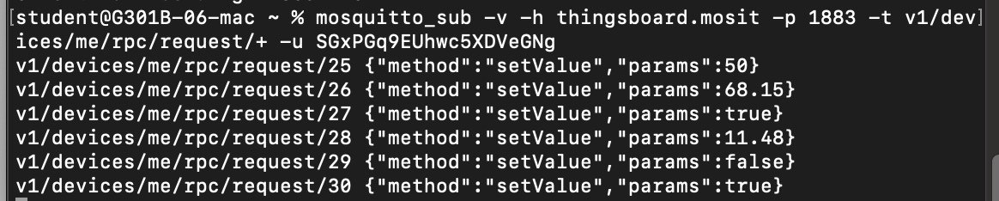 [student@G301B-06-mac ~ % mosquitto_sub -v -h thingsboard.mosit -p 1883 -t v1/dev]
ices/me/rpc/request/+ -u SGxPGq9EUhwc5XDVeGNg
v1/devices/me/rpc/request/25 {"method":"setValue","params":50}
v1/devices/me/rpc/request/26 {"method":"setValue","params":68.15}
v1/devices/me/rpc/request/27 {"method":"setValue","params":true}
v1/devices/me/rpc/request/28 {"method":"setValue","params":11.48}
v1/devices/me/rpc/request/29 {"method":"setValue","params":false}
v1/devices/me/rpc/request/30 {"method":"setValue","params":true}